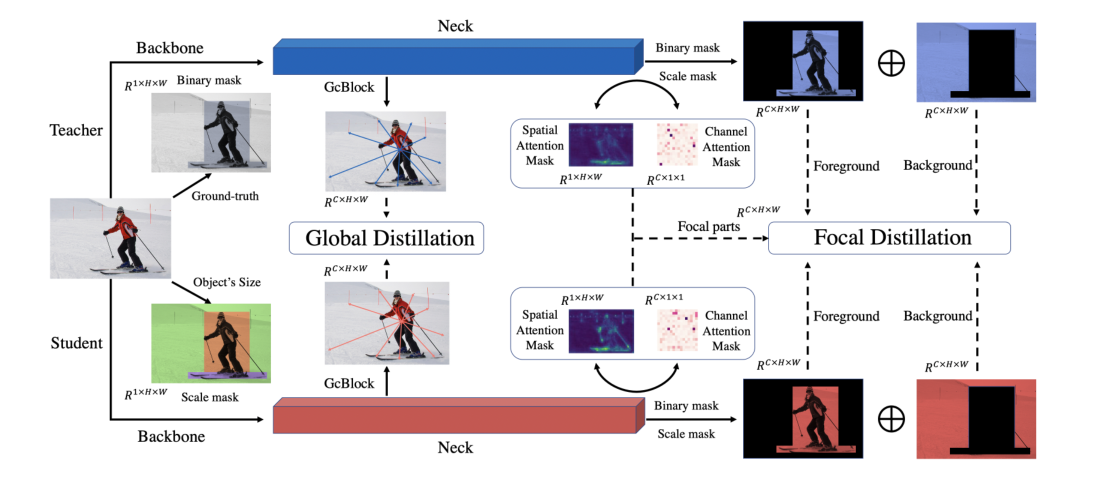 Neck
Backbone
Binary mask
Scale mask
R^{1×H×W} Binary mask
GcBlock
Teacher
Spatial
Attention
Mask
Channel
Attention
Mask
R^{1×H×W} R^{C×1×1}
R^{C×H×W}
R^{C×H×W}
Foreground
Background
Ground-truth
R^{C×H×W}
R^{C×H×W}
Focal parts
Global Distillation
Focal Distillation
R^{C×H×W}
Object's Size
R^{1×H×W} R^{C×1×1}
Spatial
Attention
Mask
Channel
Attention
Mask
Foreground
Background
Student
R^{C×H×W}
R^{C×H×W}
GcBlock
R^{1×H×W} Scale mask
Binary mask
Scale mask
Backbone
Neck